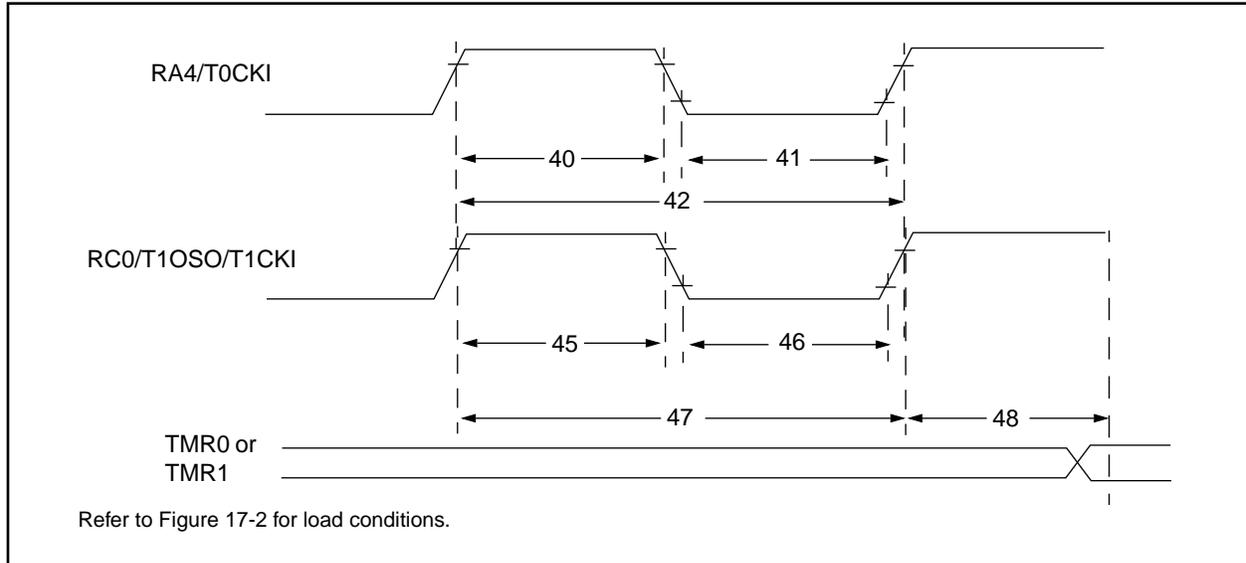 RA4/T0CKI
40
41
42
RC0/T1OSO/T1CKI
45
46
47
48
TMR0 or
TMR1
Refer to Figure 17-2 for load conditions.